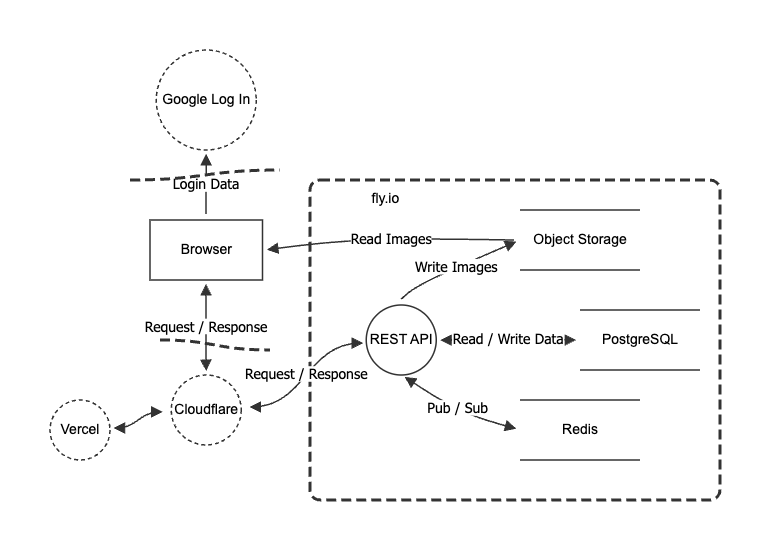 Google Log In
Login Data
fly.io
Browser
Read Images
Object Storage
Write Images
Request / Response
REST API
Read / Write Data
PostgreSQL
Request / Response
Cloudflare
Pub / Sub
Vercel
Redis